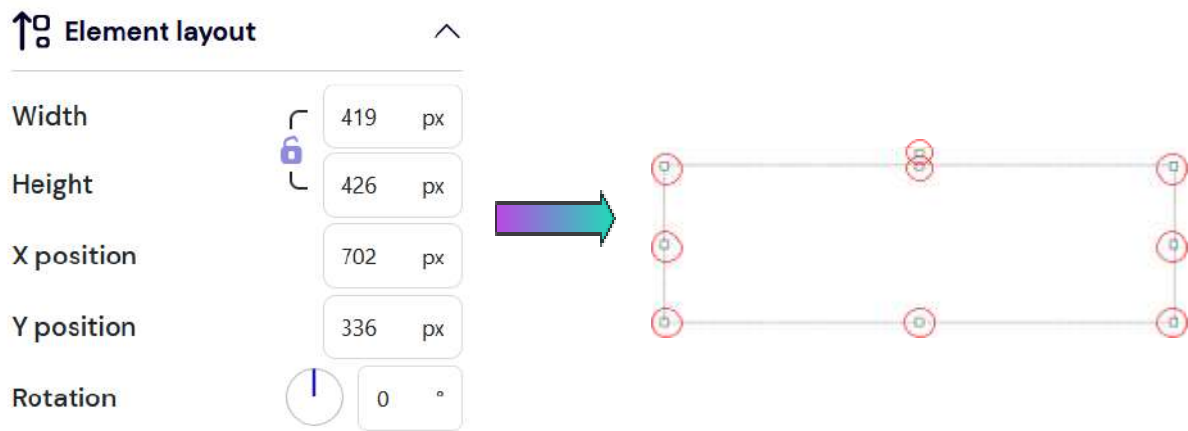 Element layout
Width 419 px
Height 426 px
X position 702 px
Y position 336 px
Rotation 0 °